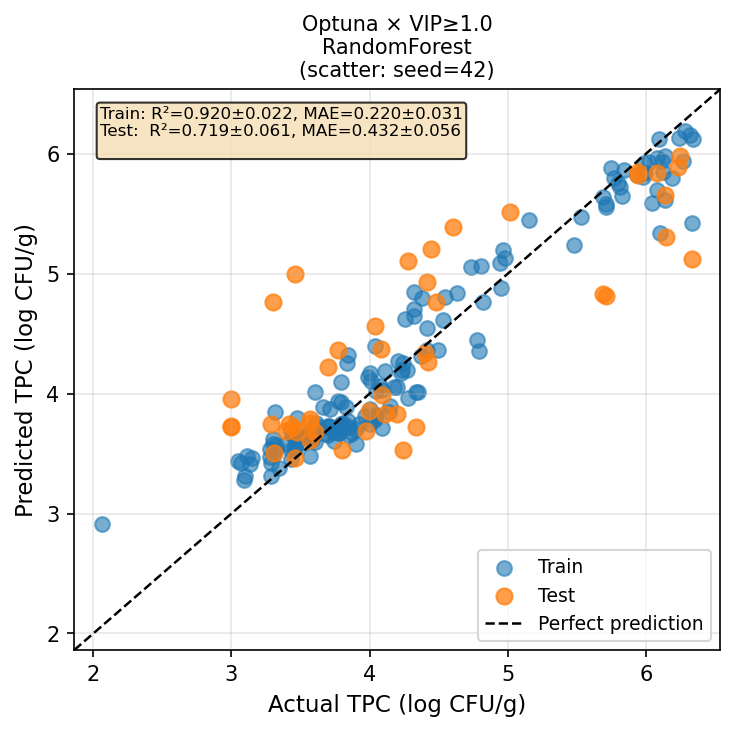 Optuna × VIP≥1.0
RandomForest
(scatter: seed=42)
Train: R²=0.920±0.022, MAE=0.220±0.031
Test:  R²=0.719±0.061, MAE=0.432±0.056
6
5
4
3
2
Predicted TPC (log CFU/g)
Train
Test
Perfect prediction
2 3 4 5 6
Actual TPC (log CFU/g)